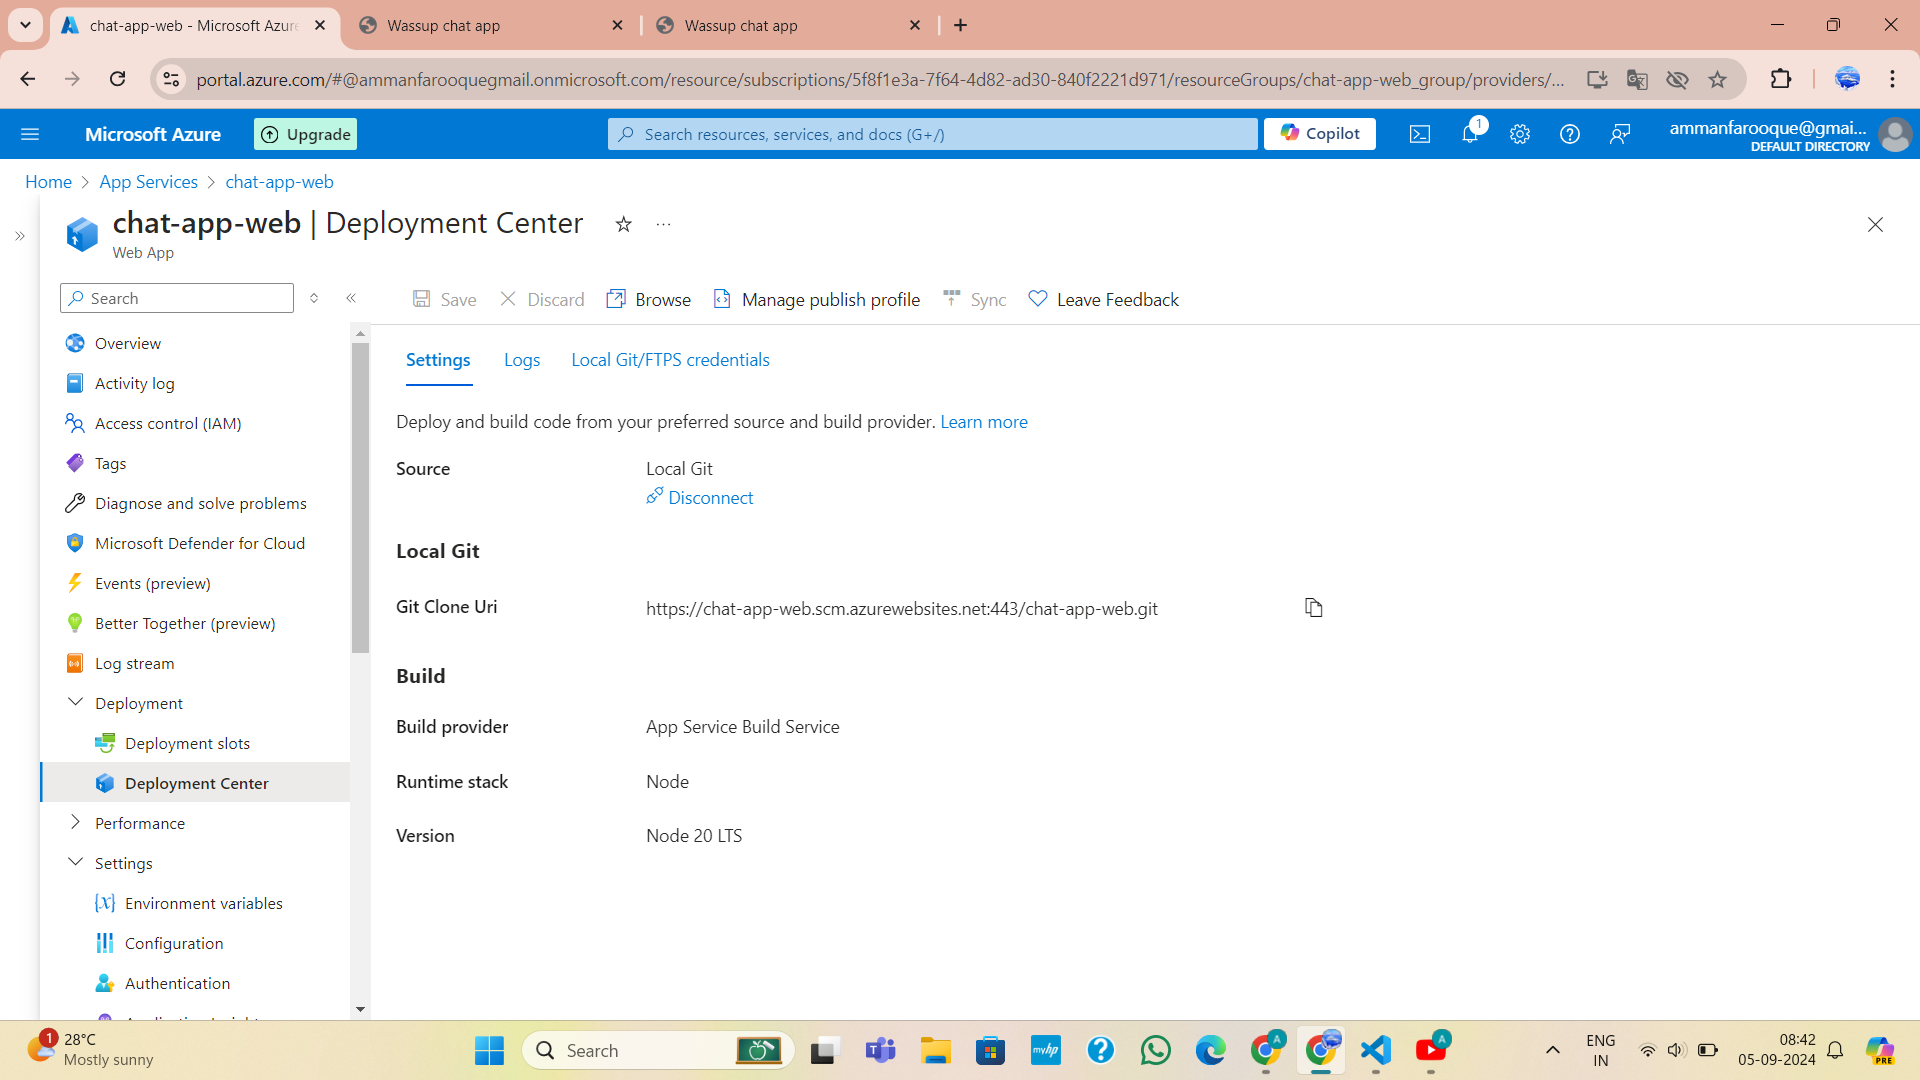 chat-app-web - Microsoft Azure
Wassup chat app
Wassup chat app
portal.azure.com/#@ammanfarooquegmail.onmicrosoft.com/resource/subscriptions/5f8f1e3a-7f64-4d82-ad30-840f2221d971/resourceGroups/chat-app-web_group/providers/...
Microsoft Azure
Upgrade
Search resources, services, and docs (G+/)
Copilot
1
ammanfarooque@gmai...
DEFAULT DIRECTORY
Home > App Services > chat-app-web
chat-app-web | Deployment Center
Web App
Search
Save Discard Browse Manage publish profile Sync Leave Feedback
Overview
Activity log
Access control (IAM)
Tags
Diagnose and solve problems
Microsoft Defender for Cloud
Events (preview)
Better Together (preview)
Log stream
Deployment
Deployment slots
Deployment Center
Performance
Settings
Environment variables
Configuration
Authentication
Settings Logs Local Git/FTPS credentials
Deploy and build code from your preferred source and build provider. Learn more
Source Local Git
Disconnect
Local Git
Git Clone Uri https://chat-app-web.scm.azurewebsites.net:443/chat-app-web.git
Build
Build provider App Service Build Service
Runtime stack Node
Version Node 20 LTS
1
28°C
Mostly sunny
Search
myhp
A
A
ENG
IN
08:42
05-09-2024
PRE